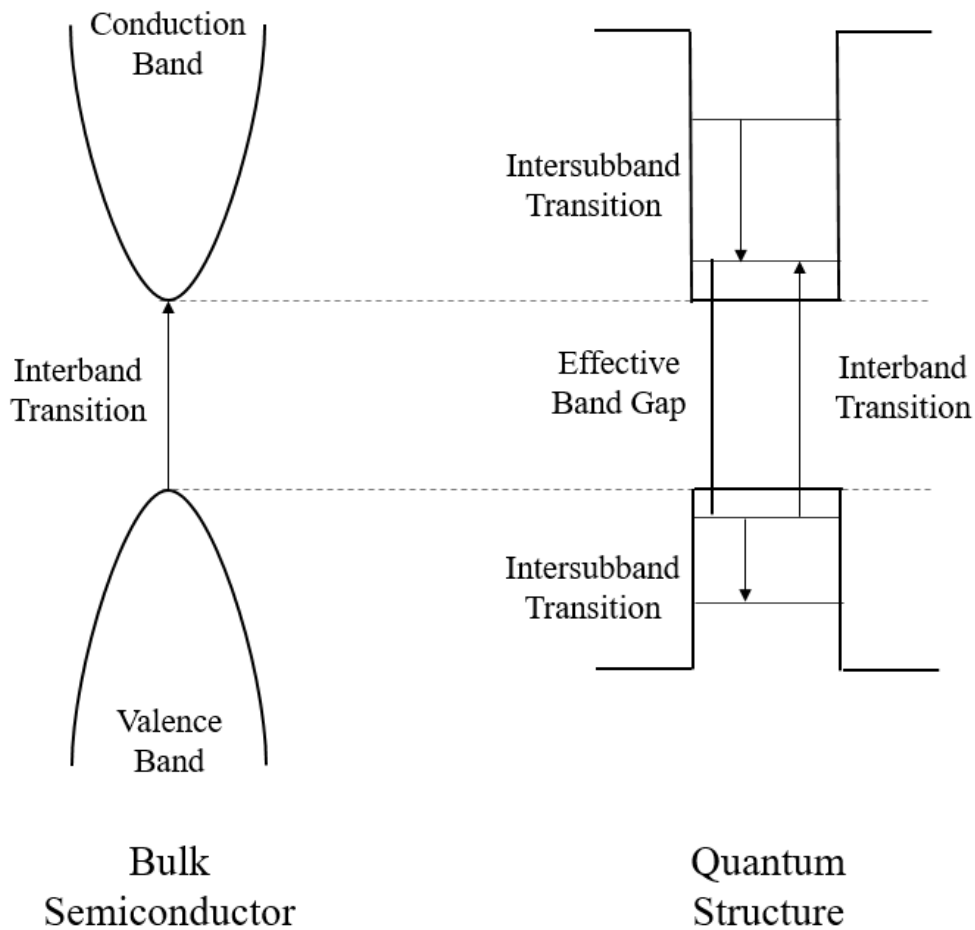 Conduction
Band
Intersubband
Transition
Interband
Transition
Effective
Band Gap
Interband
Transition
Intersubband
Transition
Valence
Band
Bulk
Semiconductor
Quantum
Structure